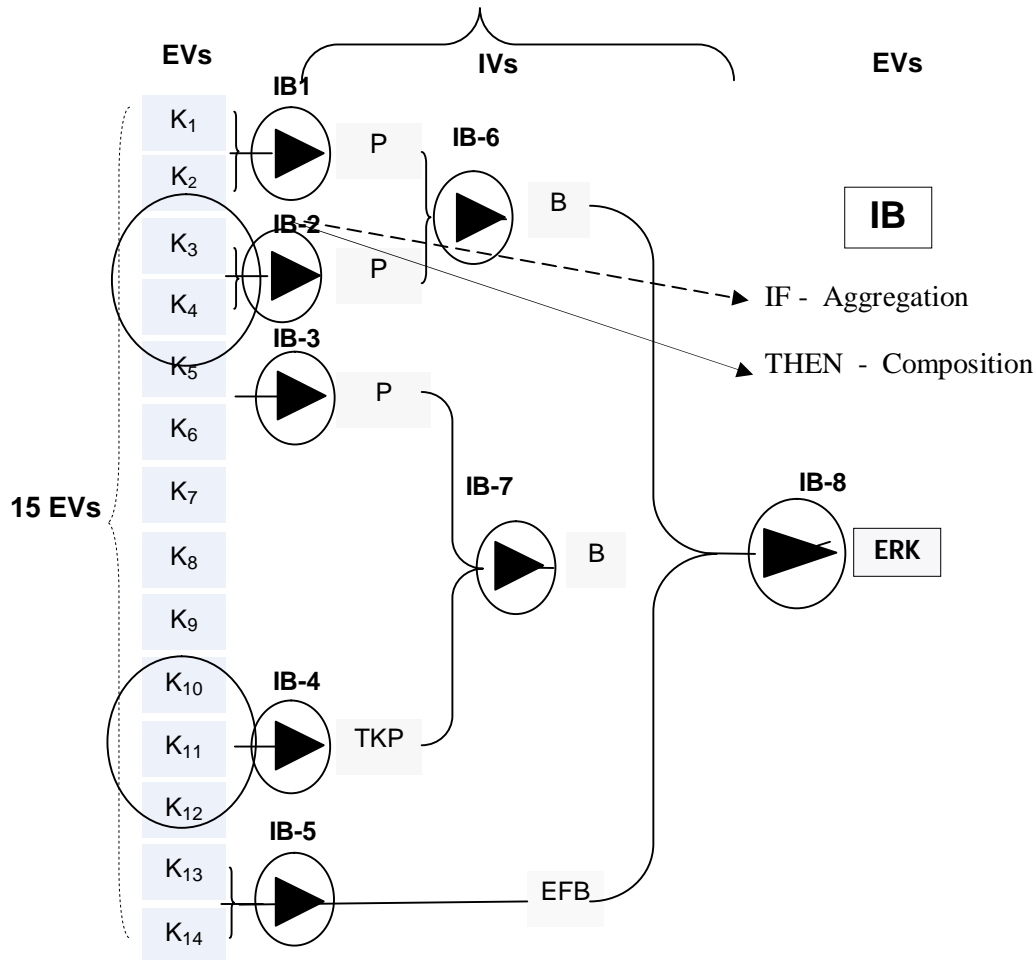 EVs
IVs
EVs
IB1
K1
P
IB-6
K2
B
IB
IB-2
K3
P
K4
IF - Aggregation
IB-3
THEN - Composition
K5
P
K6
IB-7
IB-8
K7
15 EVs
K8
B
ERK
K9
K10
IB-4
K11
TKP
K12
IB-5
K13
EFB
K14